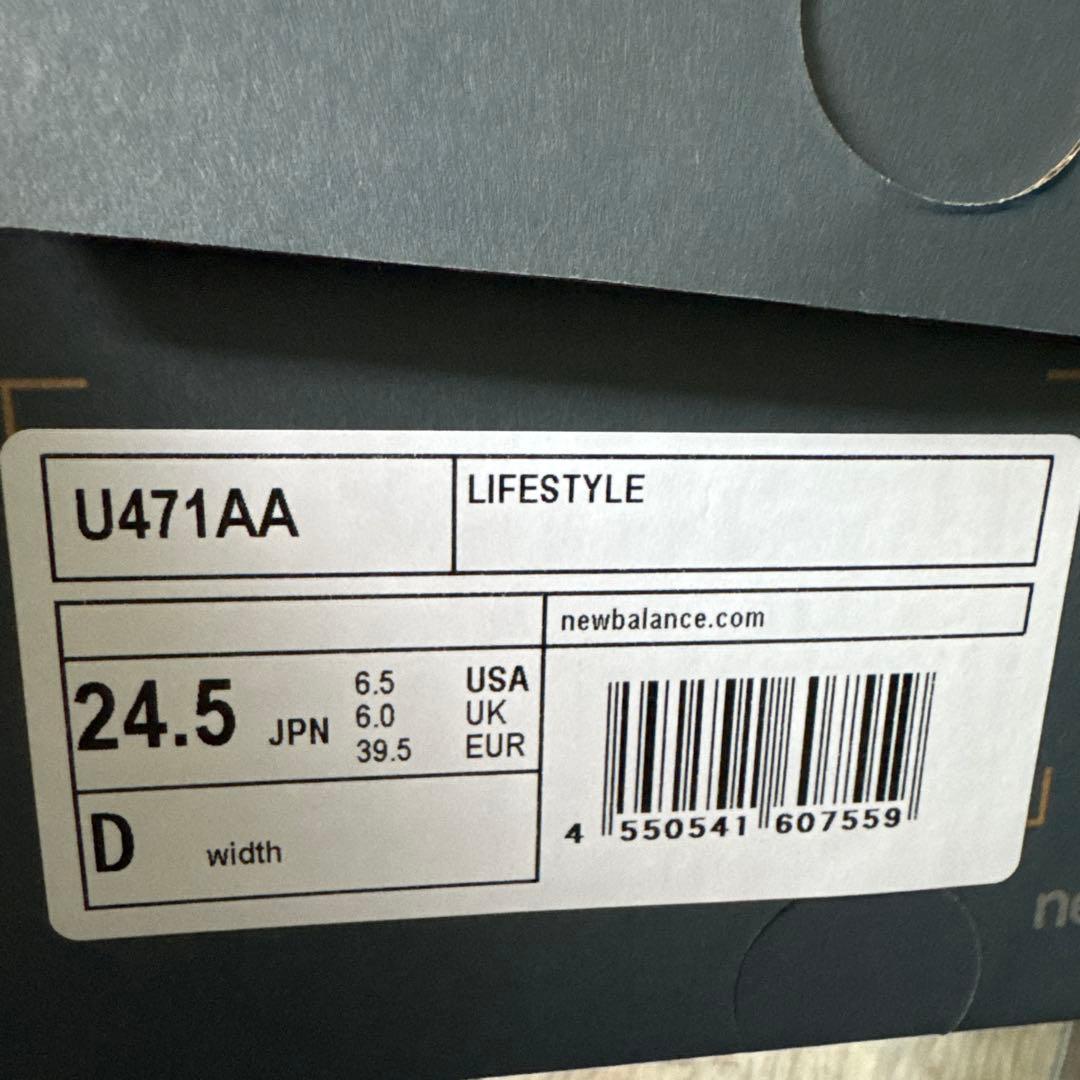 U471AA
LIFESTYLE
newbalance.com
24.5 JPN
6.5 USA
6.0 UK
39.5 EUR
D width
4 550541 607559